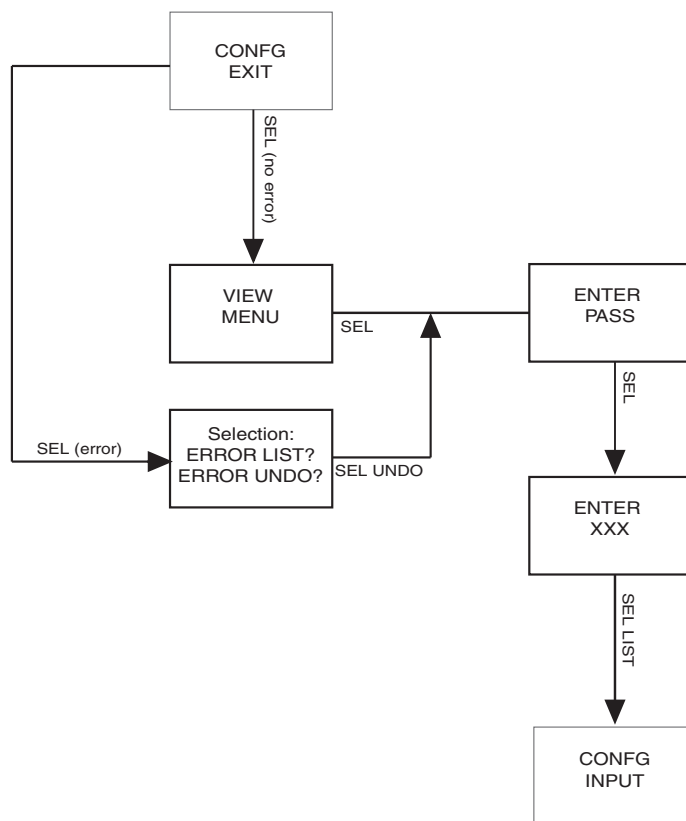 CONFG
EXIT
SEL (no error)
VIEW
MENU
SEL
ENTER
PASS
SEL
SEL (error)
Selection:
ERROR LIST?
ERROR UNDO?
SEL UNDO
ENTER
XXX
SEL LIST
CONFG
INPUT